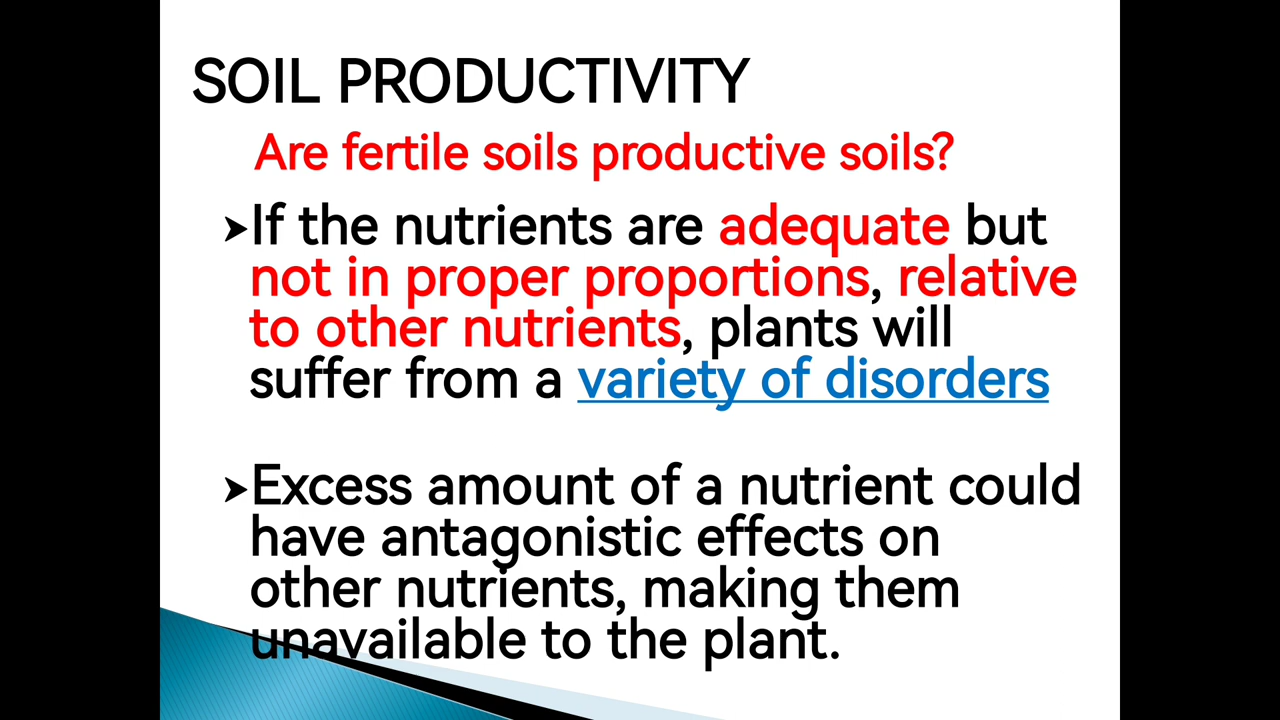 SOIL PRODUCTIVITY
Are fertile soils productive soils?
➤If the nutrients are adequate but
not in proper proportions, relative
to other nutrients, plants will
suffer from a variety of disorders
➤Excess amount of a nutrient could
have antagonistic effects on
other nutrients, making them
unavailable to the plant.